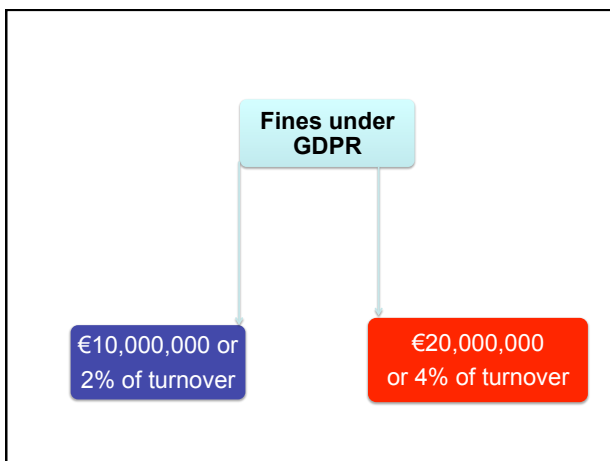 Fines under
GDPR
€10,000,000 or
2% of turnover
€20,000,000
or 4% of turnover